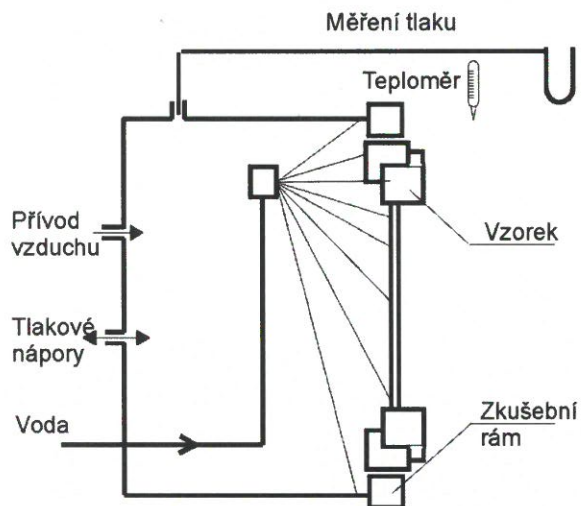 Měření tlaku
Teploměr
Přívod
vzduchu
Vzorek
Tlakové
nápory
Voda
Zkušební
rám